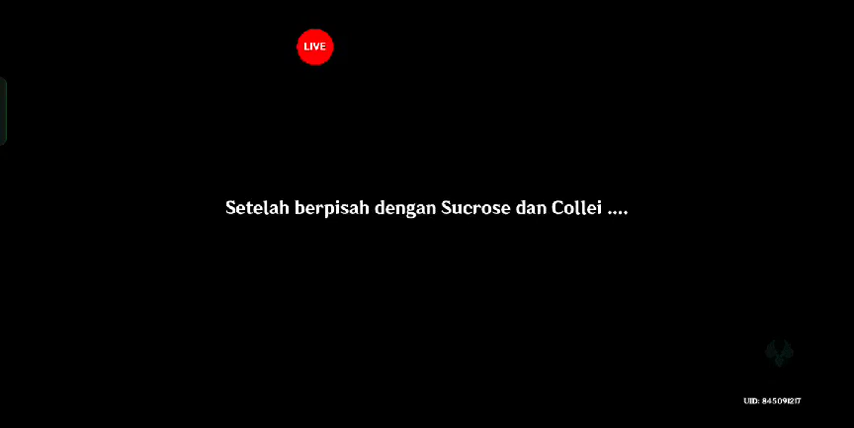 LIVE
Setelah berpisah dengan Sucrose dan Collei ....
UID: 845091217